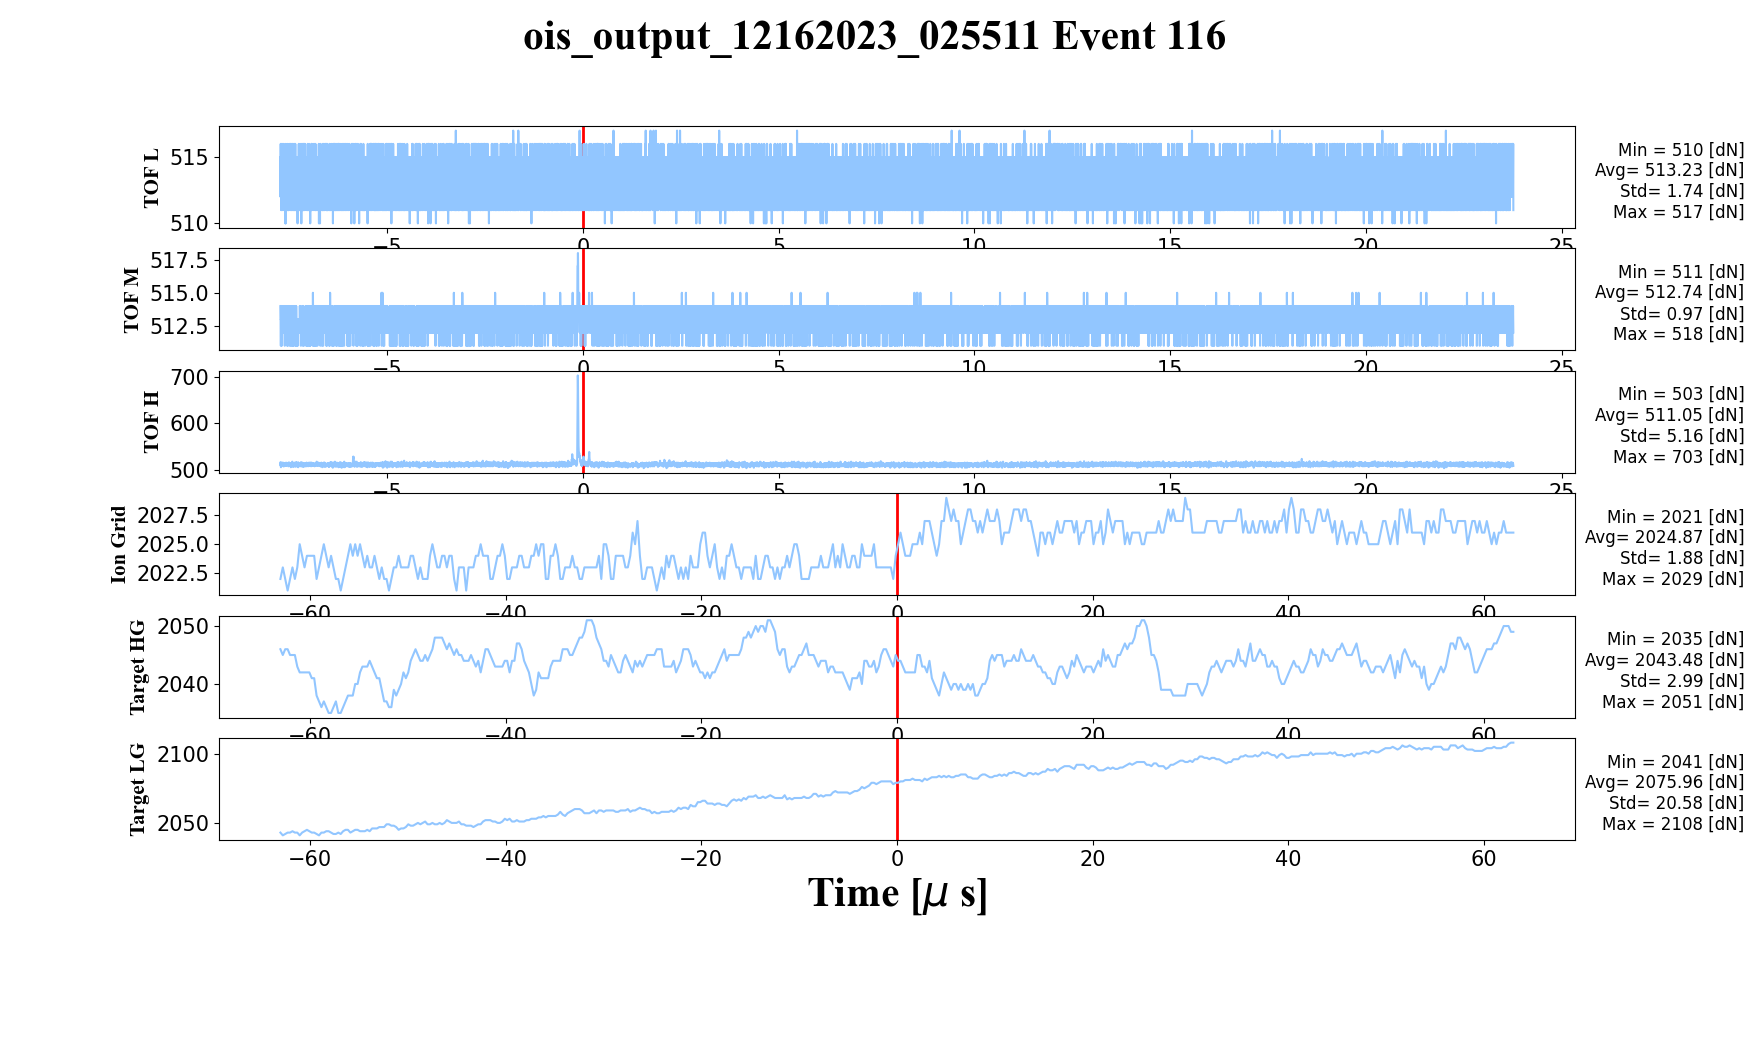 ois_output_12162023_025511 Event 116
TOF L
515
510
−5
0
5
10
15
20
25
Min = 510 [dN]
Avg= 513.23 [dN]
Std= 1.74 [dN]
Max = 517 [dN]
TOF M
517.5
515.0
512.5
−5
0
5
10
15
20
25
Min = 511 [dN]
Avg= 512.74 [dN]
Std= 0.97 [dN]
Max = 518 [dN]
TOF H
700
600
500
−5
0
5
10
15
20
25
Min = 503 [dN]
Avg= 511.05 [dN]
Std= 5.16 [dN]
Max = 703 [dN]
Ion Grid
2027.5
2025.0
2022.5
−60
−40
−20
0
20
40
60
Min = 2021 [dN]
Avg= 2024.87 [dN]
Std= 1.88 [dN]
Max = 2029 [dN]
Target HG
2050
2040
−60
−40
−20
0
20
40
60
Min = 2035 [dN]
Avg= 2043.48 [dN]
Std= 2.99 [dN]
Max = 2051 [dN]
Target LG
2100
2050
−60
−40
−20
0
20
40
60
Min = 2041 [dN]
Avg= 2075.96 [dN]
Std= 20.58 [dN]
Max = 2108 [dN]
Time [μ s]